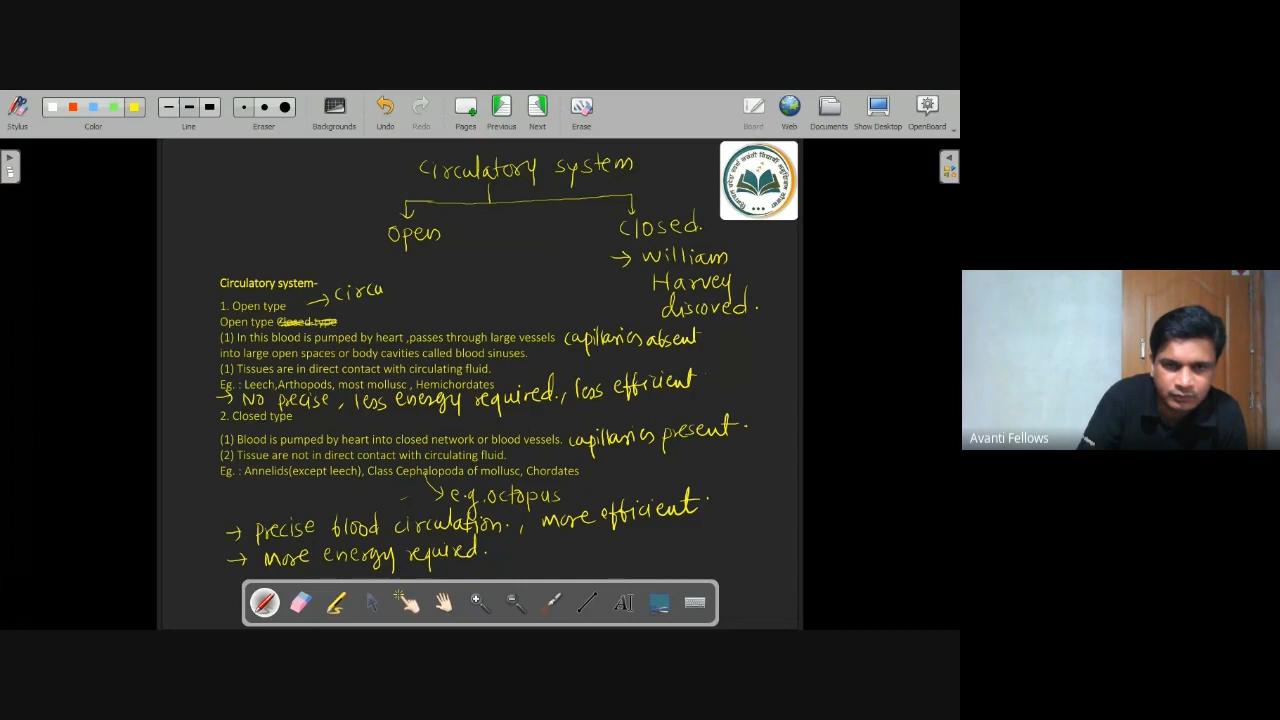 Stylus
Color
Line
Eraser
Backgrounds
Undo
Redo
Pages
Previous
Next
Erase
Board
Web
Documents
Show Desktop
OpenBoard
Circulatory system
Open
Closed.
→ William
Harvey
discoved.
Circulatory system-
1. Open type → circu
Open type Closed type
(1) In this blood is pumped by heart ,passes through large vessels capillaries absent
into large open spaces or body cavities called blood sinuses.
(1) Tissues are in direct contact with circulating fluid.
Eg. : Leech,Arthopods, most mollusc , Hemichordates
→ No precise, less energy required., less efficient
2. Closed type
(1) Blood is pumped by heart into closed network or blood vessels. capillaries present.
(2) Tissue are not in direct contact with circulating fluid.
Eg. : Annelids(except leech), Class Cephalopoda of mollusc, Chordates
→ e.g. octopus
→ precise blood circulation., more efficient.
→ More energy required.
AI
Avanti Fellows